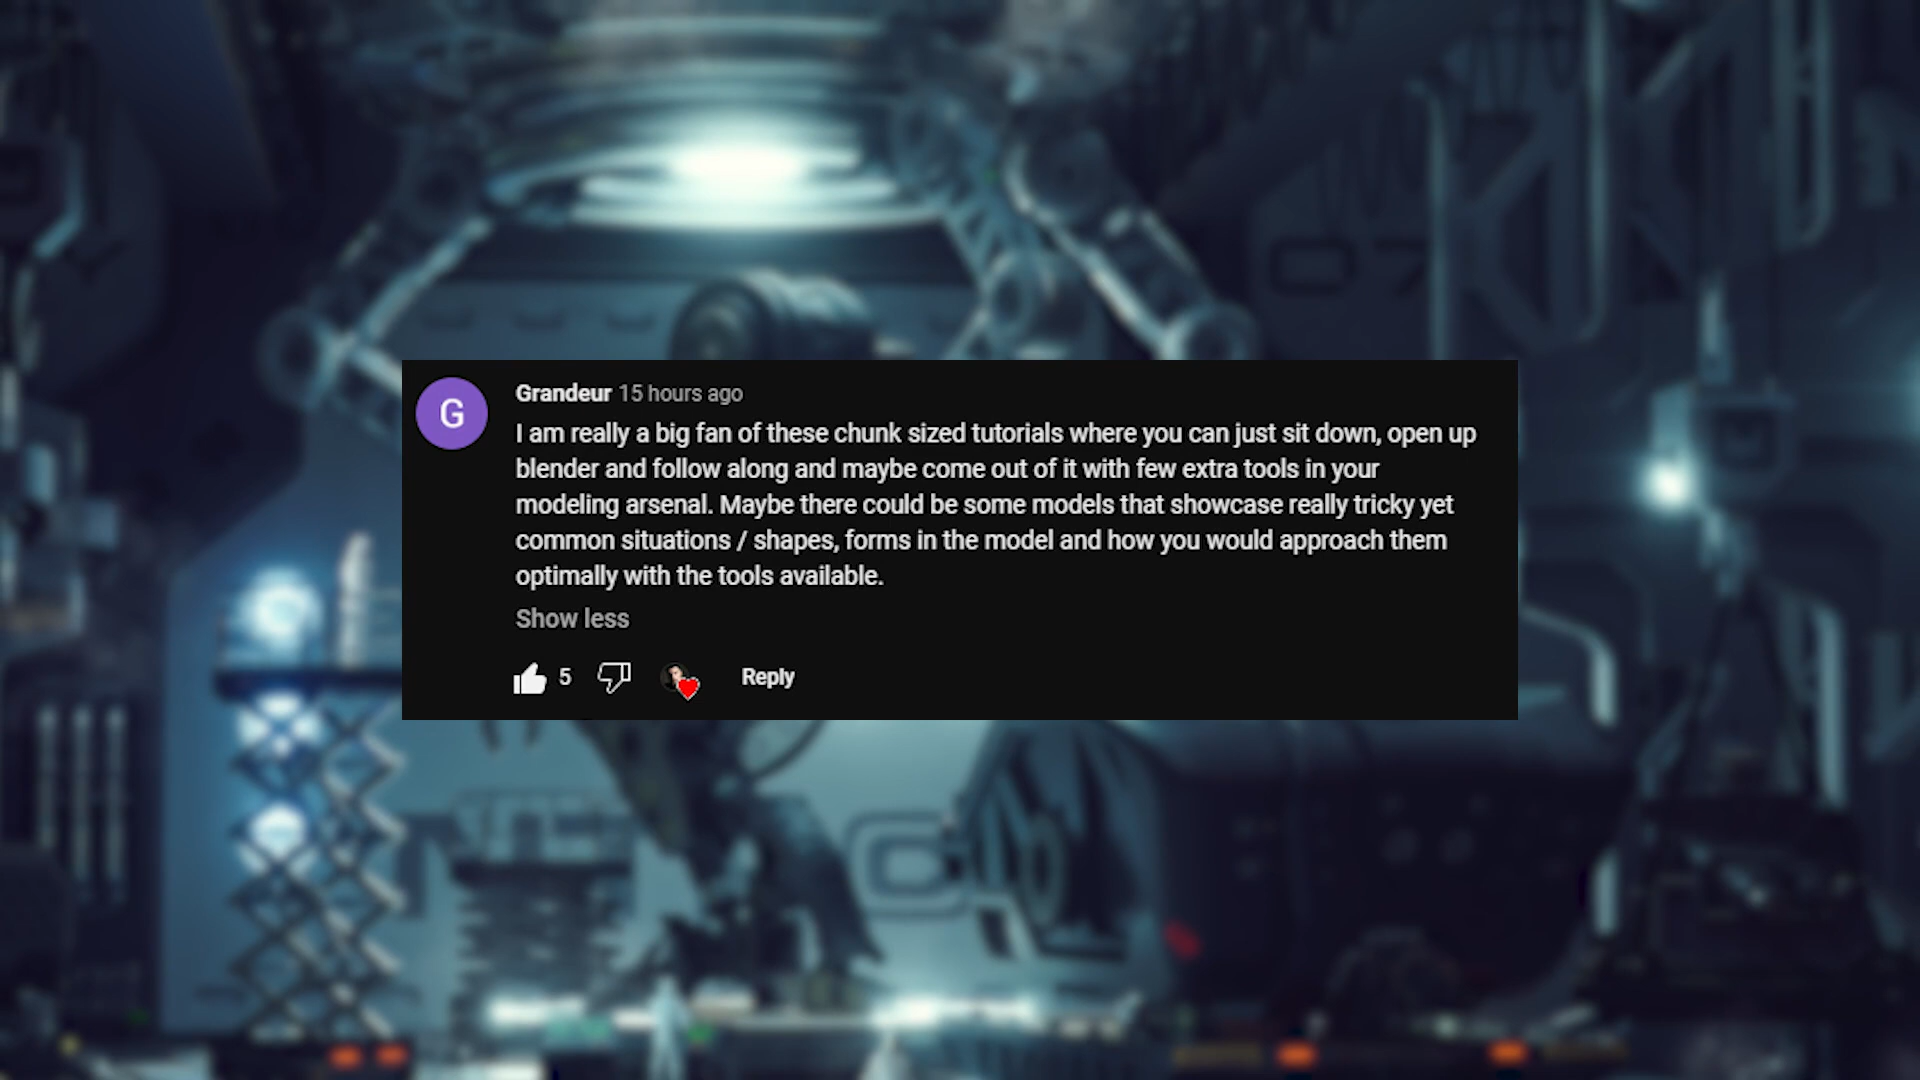 G
Grandeur 15 hours ago
I am really a big fan of these chunk sized tutorials where you can just sit down, open up
blender and follow along and maybe come out of it with few extra tools in your
modeling arsenal. Maybe there could be some models that showcase really tricky yet
common situations / shapes, forms in the model and how you would approach them
optimally with the tools available.
Show less
5 Reply
07